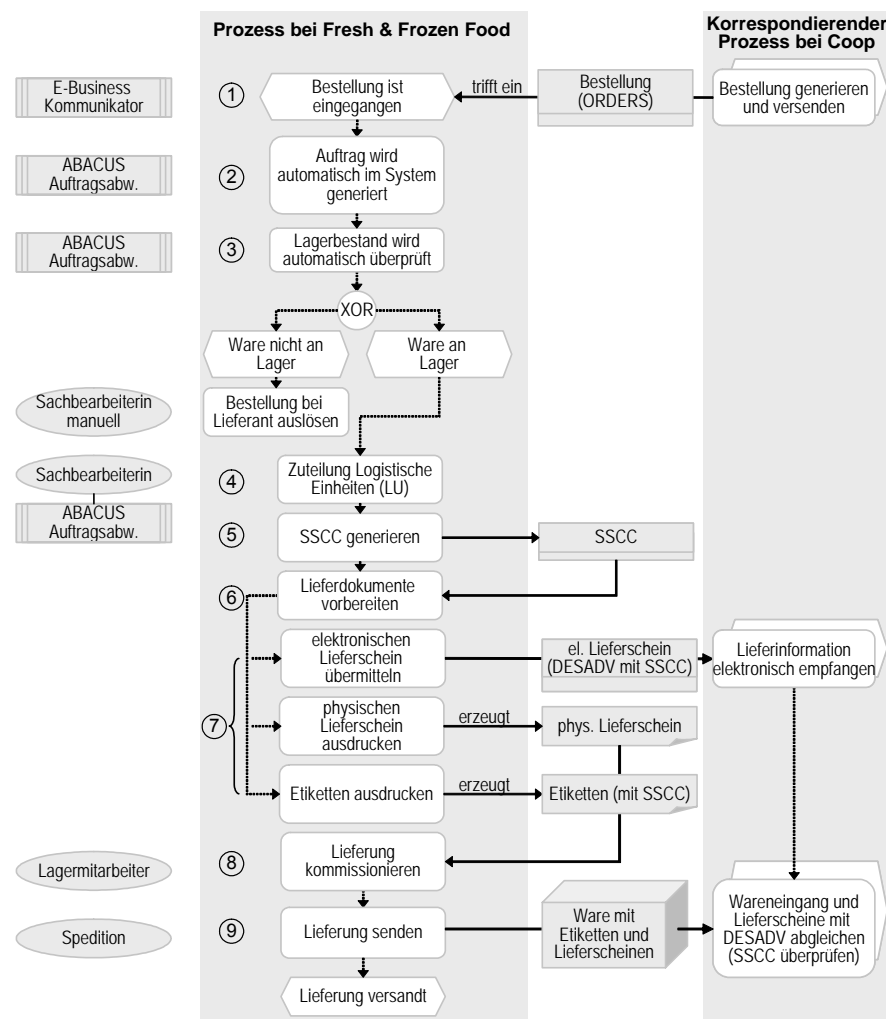 Prozess bei Fresh & Frozen Food
Korrespondierender
Prozess bei Coop
E-Business
Kommunikator
1
Bestellung ist
eingegangen
trifft ein
Bestellung
(ORDERS)
Bestellung generieren
und versenden
ABACUS
Auftragsabw.
2
Auftrag wird
automatisch im System
generiert
ABACUS
Auftragsabw.
3
Lagerbestand wird
automatisch überprüft
XOR
Ware nicht an
Lager
Ware an
Lager
Sachbearbeiterin
manuell
Bestellung bei
Lieferant auslösen
Sachbearbeiterin
4
Zuteilung Logistische
Einheiten (LU)
ABACUS
Auftragsabw.
5
SSCC generieren
SSCC
6
Lieferdokumente
vorbereiten
7
elektronischen
Lieferschein
übermitteln
el. Lieferschein
(DESADV mit SSCC)
Lieferinformation
elektronisch empfangen
physischen
Lieferschein
ausdrucken
erzeugt
phys. Lieferschein
Etiketten ausdrucken
erzeugt
Etiketten (mit SSCC)
Lagermitarbeiter
8
Lieferung
kommissionieren
Spedition
9
Lieferung senden
Ware mit
Etiketten und
Lieferscheinen
Wareneingang und
Lieferscheine mit
DESADV abgleichen
(SSCC überprüfen)
Lieferung versandt